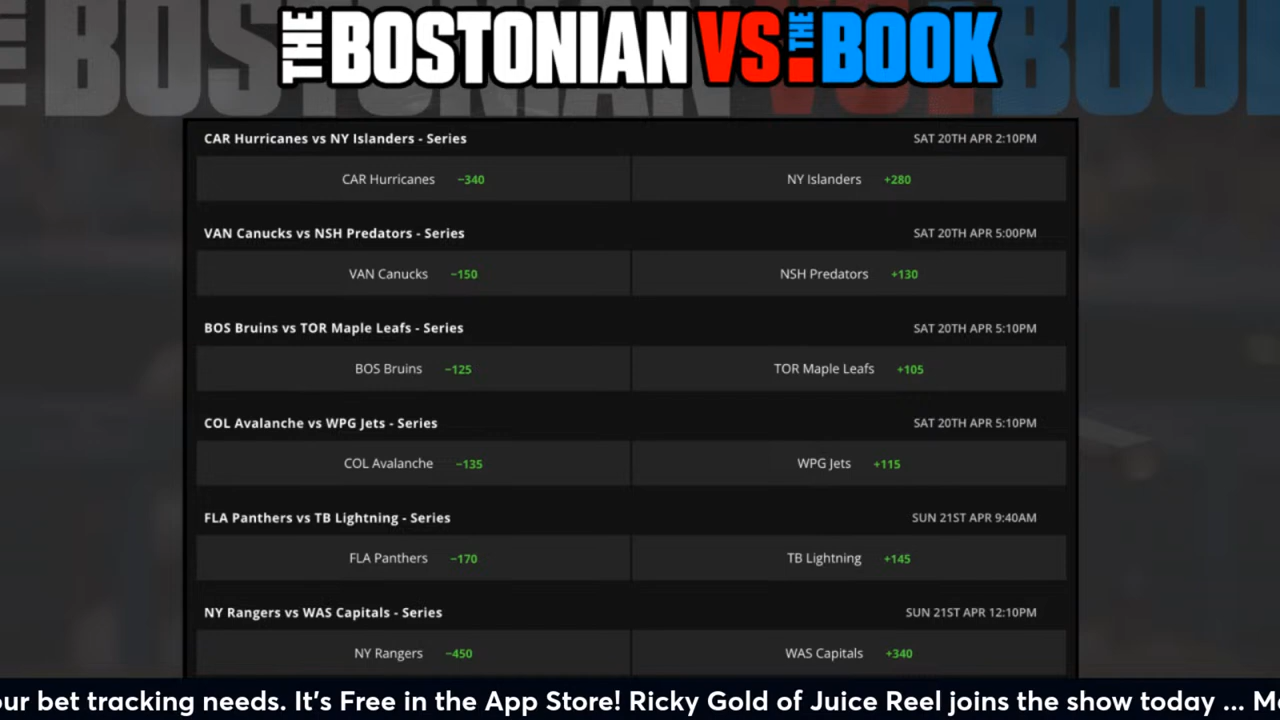 THE BOSTONIAN VS. THE BOOK
CAR Hurricanes vs NY Islanders - Series SAT 20TH APR 2:10PM
CAR Hurricanes −340 NY Islanders +280
VAN Canucks vs NSH Predators - Series SAT 20TH APR 5:00PM
VAN Canucks −150 NSH Predators +130
BOS Bruins vs TOR Maple Leafs - Series SAT 20TH APR 5:10PM
BOS Bruins −125 TOR Maple Leafs +105
COL Avalanche vs WPG Jets - Series SAT 20TH APR 5:10PM
COL Avalanche −135 WPG Jets +115
FLA Panthers vs TB Lightning - Series SUN 21ST APR 9:40AM
FLA Panthers −170 TB Lightning +145
NY Rangers vs WAS Capitals - Series SUN 21ST APR 12:10PM
NY Rangers −450 WAS Capitals +340
our bet tracking needs. It's Free in the App Store! Ricky Gold of Juice Reel joins the show today ...